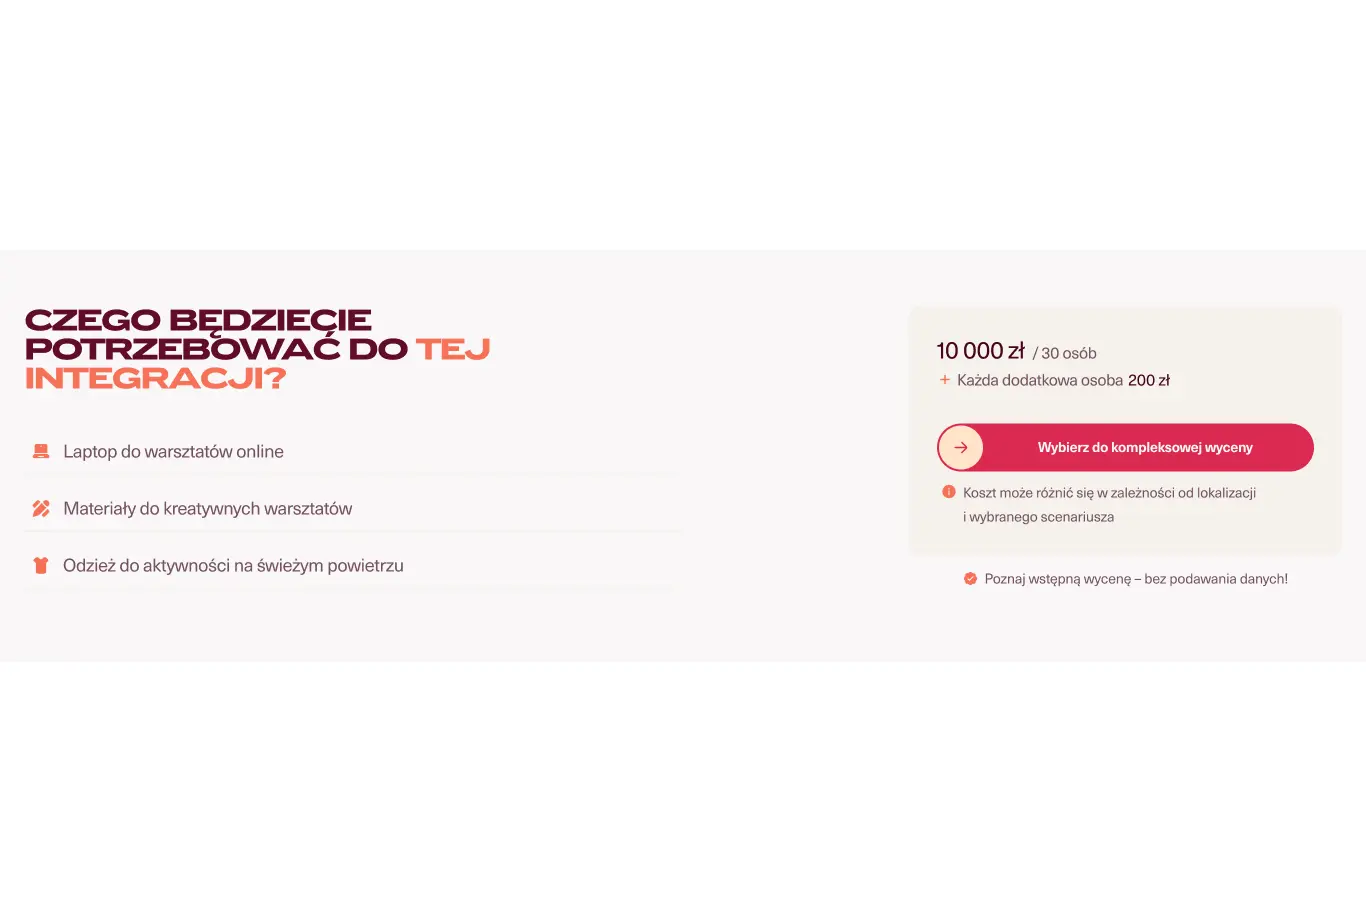 CZEGO BĘDZIECIE
POTRZEBOWAĆ DO TEJ
INTEGRACJI?
Laptop do warsztatów online
Materiały do kreatywnych warsztatów
Odzież do aktywności na świeżym powietrzu
10 000 zł / 30 osób
+ Każda dodatkowa osoba 200 zł
Wybierz do kompleksowej wyceny
Koszt może różnić się w zależności od lokalizacji
i wybranego scenariusza
Poznaj wstępną wycenę – bez podawania danych!